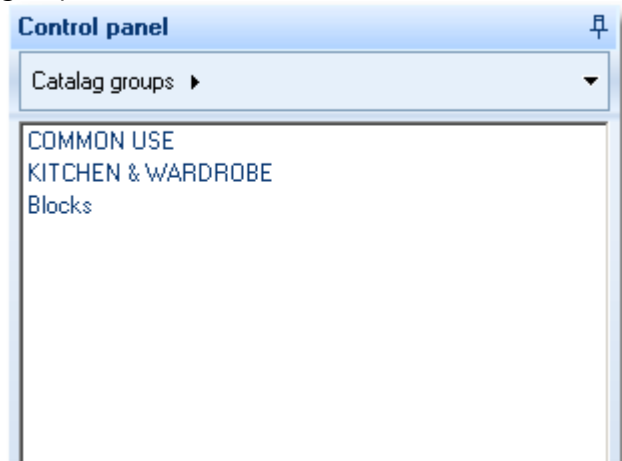 Control panel
Catalag groups
COMMON USE
KITCHEN & WARDROBE
Blocks